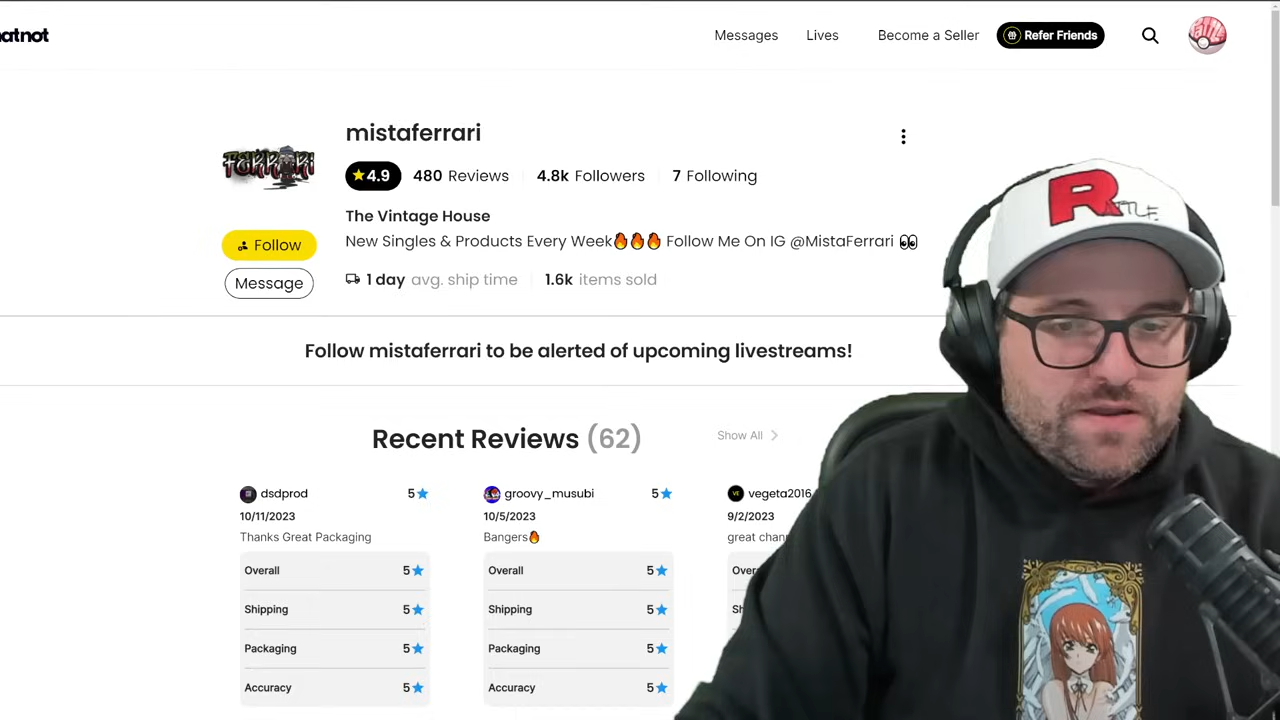 atnot
Messages Lives Become a Seller Refer Friends
mistaferrari
FERRARI
4.9 480 Reviews 4.8k Followers 7 Following
The Vintage House
New Singles & Products Every Week🔥🔥🔥 Follow Me On IG @MistaFerrari 👀
Follow
Message
1 day avg. ship time 1.6k items sold
Follow mistaferrari to be alerted of upcoming livestreams!
Recent Reviews (62)
Show All
dsdprod 5
10/11/2023
Thanks Great Packaging
Overall 5
Shipping 5
Packaging 5
Accuracy 5
groovy_musubi 5
10/5/2023
Bangers🔥
Overall 5
Shipping 5
Packaging 5
Accuracy 5
vegeta2016
9/2/2023
great
R